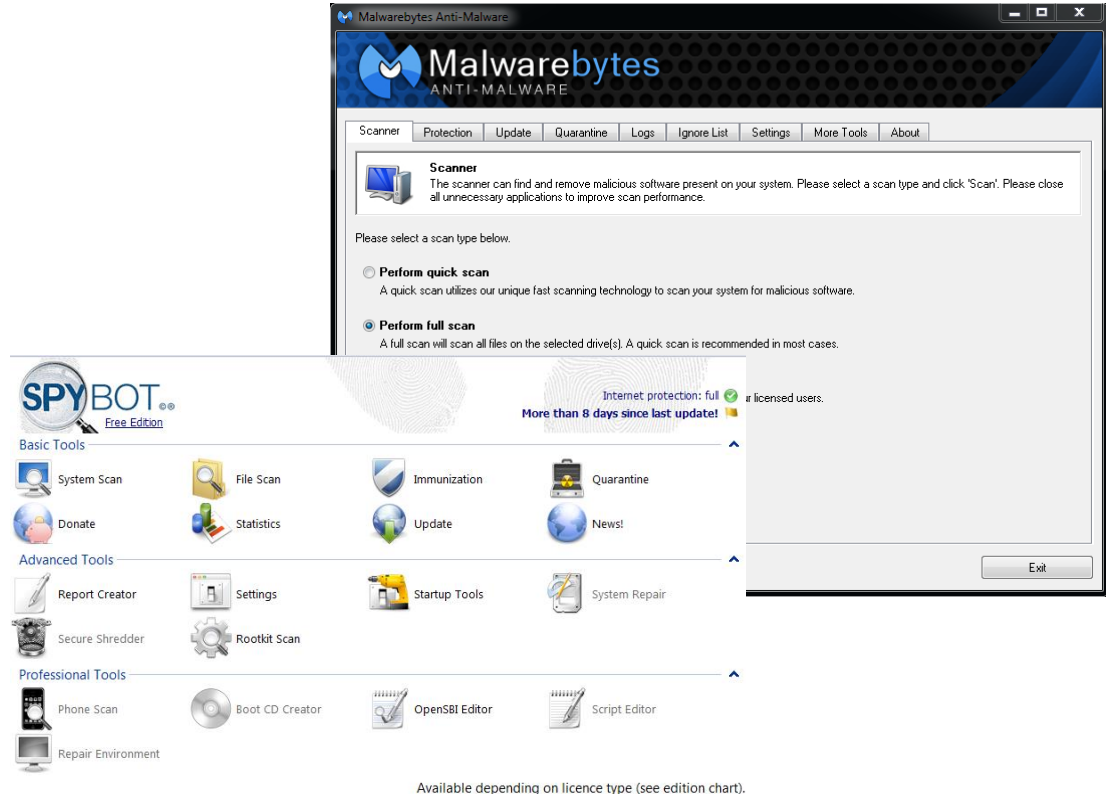 Malwarebytes Anti-Malware
Malwarebytes
ANTI-MALWARE
Scanner Protection Update Quarantine Logs Ignore List Settings More Tools About
Scanner
The scanner can find and remove malicious software present on your system. Please select a scan type and click 'Scan'. Please close
all unnecessary applications to improve scan performance.
Please select a scan type below.
Perform quick scan
A quick scan utilizes our unique fast scanning technology to scan your system for malicious software.
Perform full scan
A full scan will scan all files on the selected drive(s). A quick scan is recommended in most cases.
licensed users.
Exit
SPYBOT
Free Edition
Internet protection: full
More than 8 days since last update!
Basic Tools
System Scan File Scan Immunization Quarantine
Donate Statistics Update News!
Advanced Tools
Report Creator Settings Startup Tools System Repair
Secure Shredder Rootkit Scan
Professional Tools
Phone Scan Boot CD Creator OpenSBI Editor Script Editor
Repair Environment
Available depending on licence type (see edition chart).